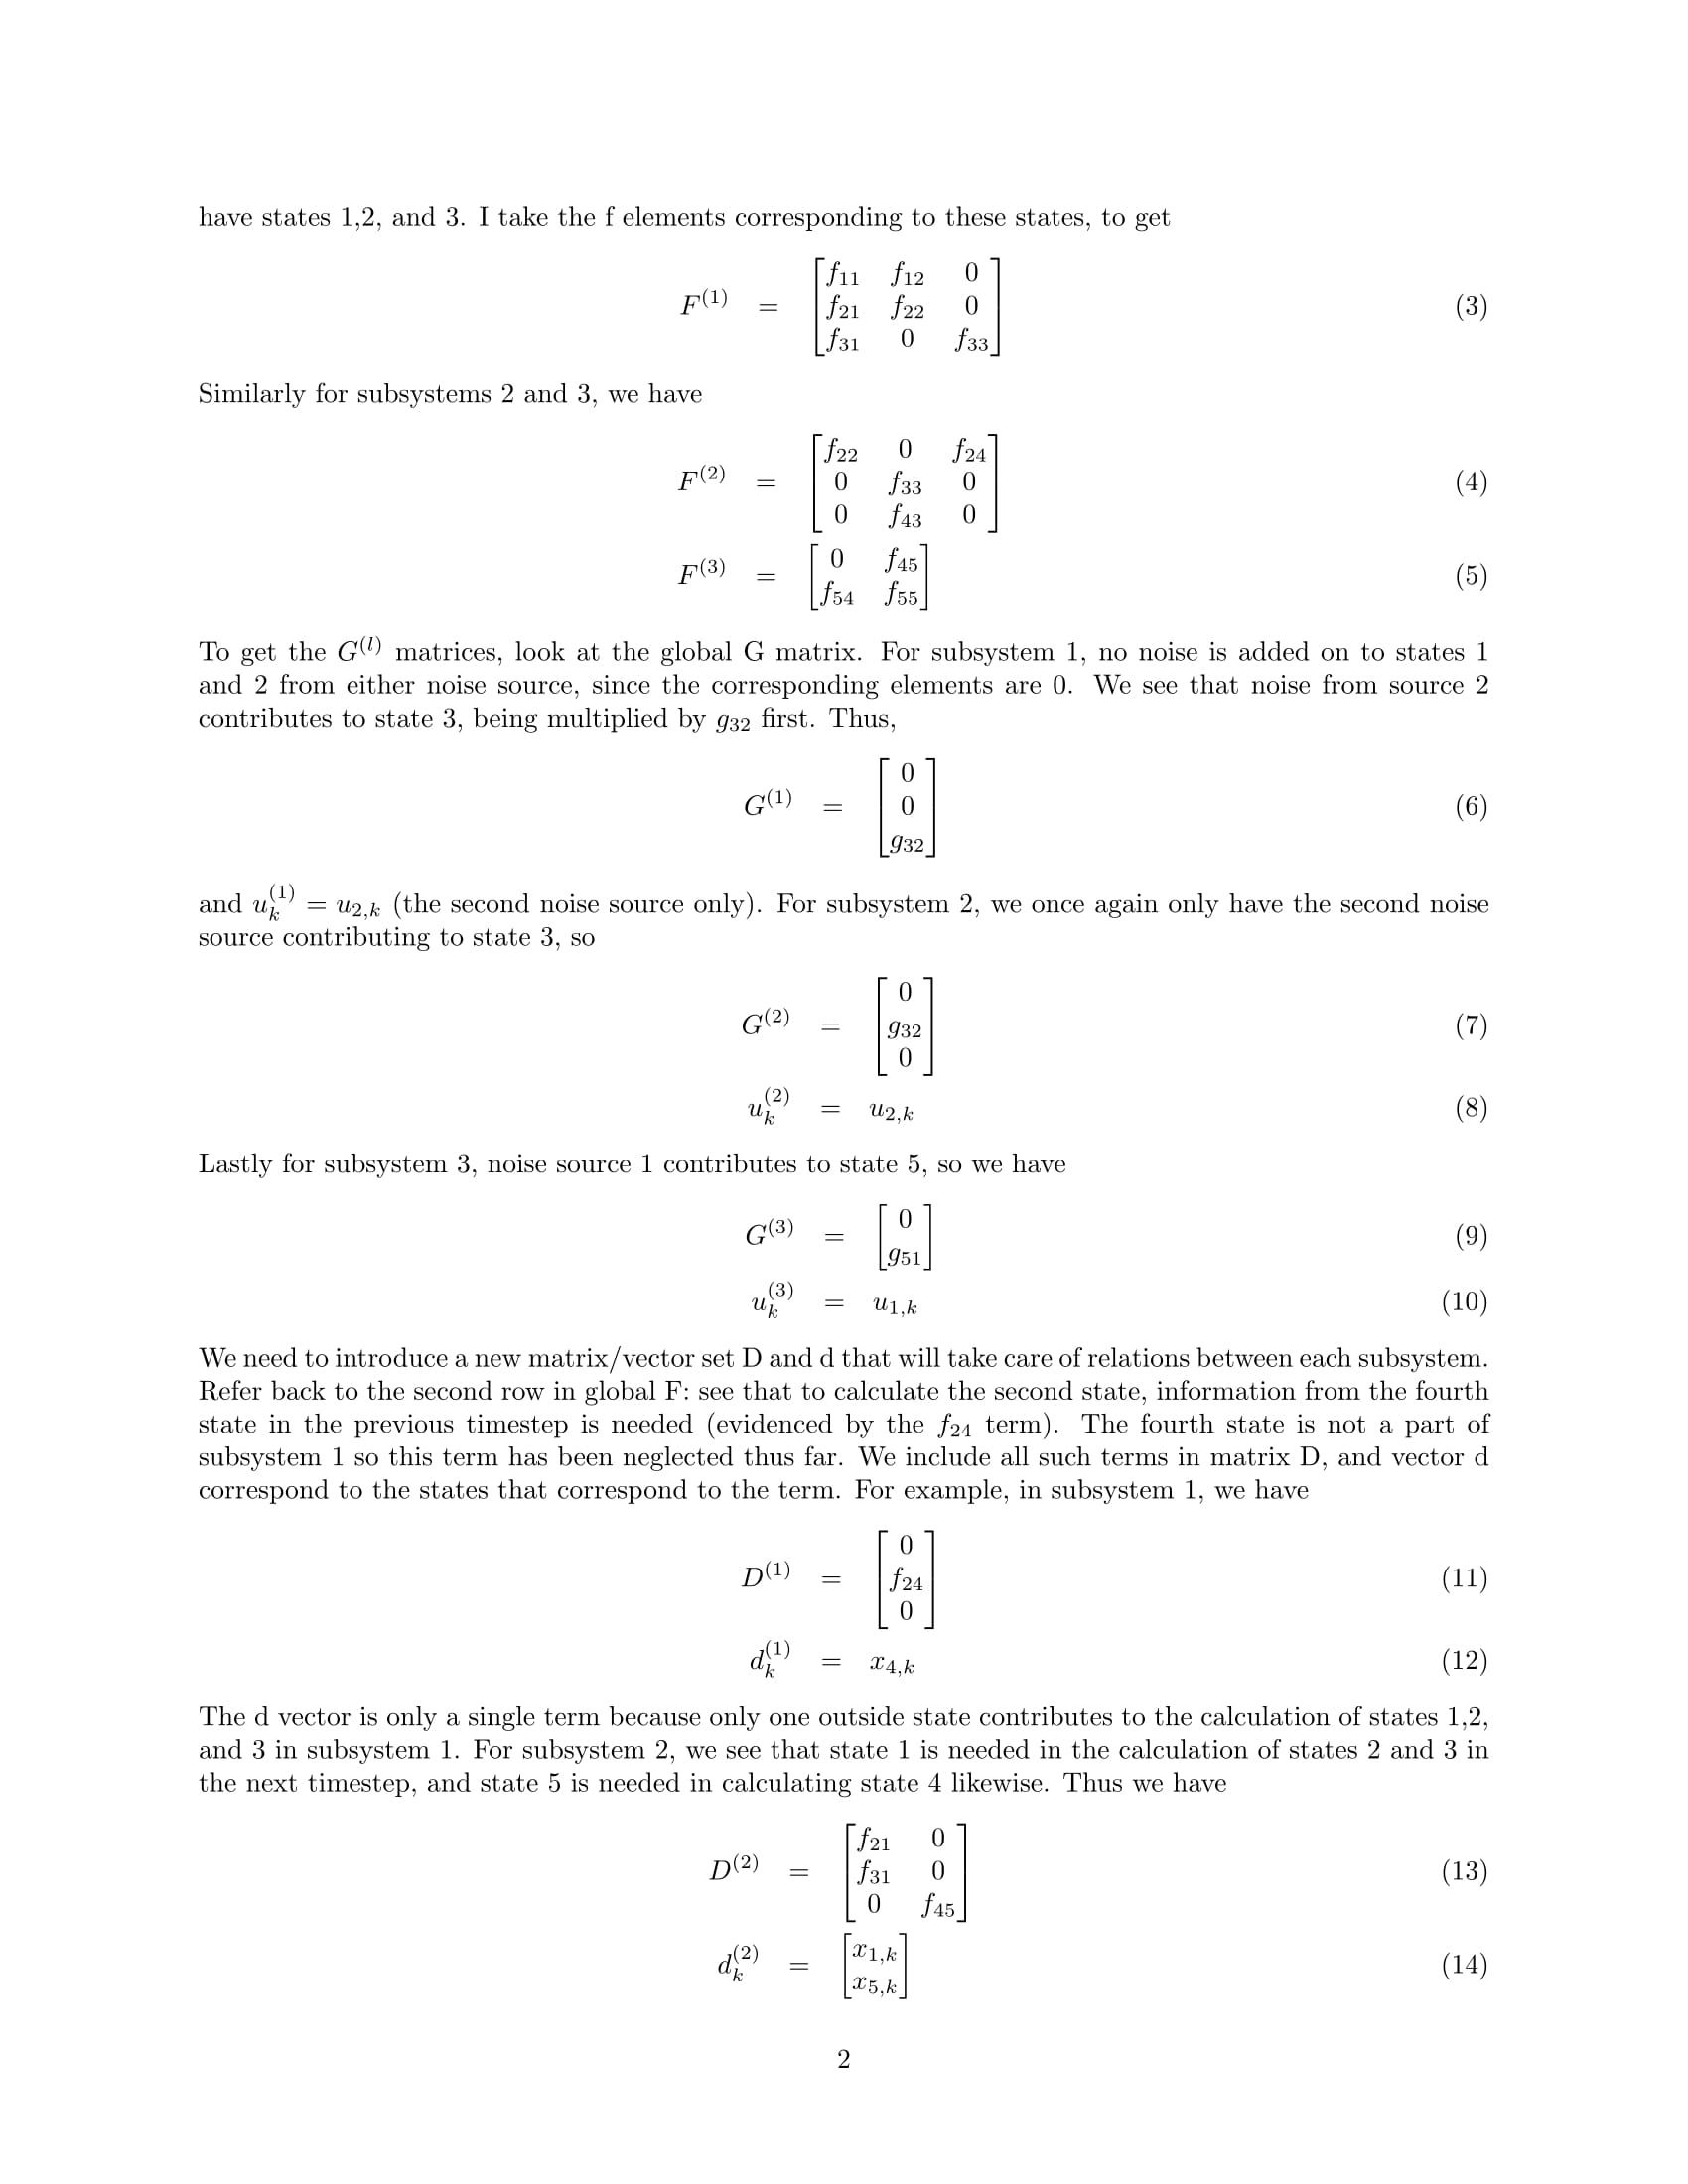 have states 1,2, and 3. I take the f elements corresponding to these states, to get
$$F^{(1)} = \begin{bmatrix} f_{11} & f_{12} & 0 \\ f_{21} & f_{22} & 0 \\ f_{31} & 0 & f_{33} \end{bmatrix} \quad (3)$$
Similarly for subsystems 2 and 3, we have
$$F^{(2)} = \begin{bmatrix} f_{22} & 0 & f_{24} \\ 0 & f_{33} & 0 \\ 0 & f_{43} & 0 \end{bmatrix} \quad (4)$$
$$F^{(3)} = \begin{bmatrix} 0 & f_{45} \\ f_{54} & f_{55} \end{bmatrix} \quad (5)$$
To get the $G^{(l)}$ matrices, look at the global G matrix. For subsystem 1, no noise is added on to states 1
and 2 from either noise source, since the corresponding elements are 0. We see that noise from source 2
contributes to state 3, being multiplied by $g_{32}$ first. Thus,
$$G^{(1)} = \begin{bmatrix} 0 \\ 0 \\ g_{32} \end{bmatrix} \quad (6)$$
and $u_k^{(1)} = u_{2,k}$ (the second noise source only). For subsystem 2, we once again only have the second noise
source contributing to state 3, so
$$G^{(2)} = \begin{bmatrix} 0 \\ g_{32} \\ 0 \end{bmatrix} \quad (7)$$
$$u_k^{(2)} = u_{2,k} \quad (8)$$
Lastly for subsystem 3, noise source 1 contributes to state 5, so we have
$$G^{(3)} = \begin{bmatrix} 0 \\ g_{51} \end{bmatrix} \quad (9)$$
$$u_k^{(3)} = u_{1,k} \quad (10)$$
We need to introduce a new matrix/vector set D and d that will take care of relations between each subsystem.
Refer back to the second row in global F: see that to calculate the second state, information from the fourth
state in the previous timestep is needed (evidenced by the $f_{24}$ term). The fourth state is not a part of
subsystem 1 so this term has been neglected thus far. We include all such terms in matrix D, and vector d
correspond to the states that correspond to the term. For example, in subsystem 1, we have
$$D^{(1)} = \begin{bmatrix} 0 \\ f_{24} \\ 0 \end{bmatrix} \quad (11)$$
$$d_k^{(1)} = x_{4,k} \quad (12)$$
The d vector is only a single term because only one outside state contributes to the calculation of states 1,2,
and 3 in subsystem 1. For subsystem 2, we see that state 1 is needed in the calculation of states 2 and 3 in
the next timestep, and state 5 is needed in calculating state 4 likewise. Thus we have
$$D^{(2)} = \begin{bmatrix} f_{21} & 0 \\ f_{31} & 0 \\ 0 & f_{45} \end{bmatrix} \quad (13)$$
$$d_k^{(2)} = \begin{bmatrix} x_{1,k} \\ x_{5,k} \end{bmatrix} \quad (14)$$
2